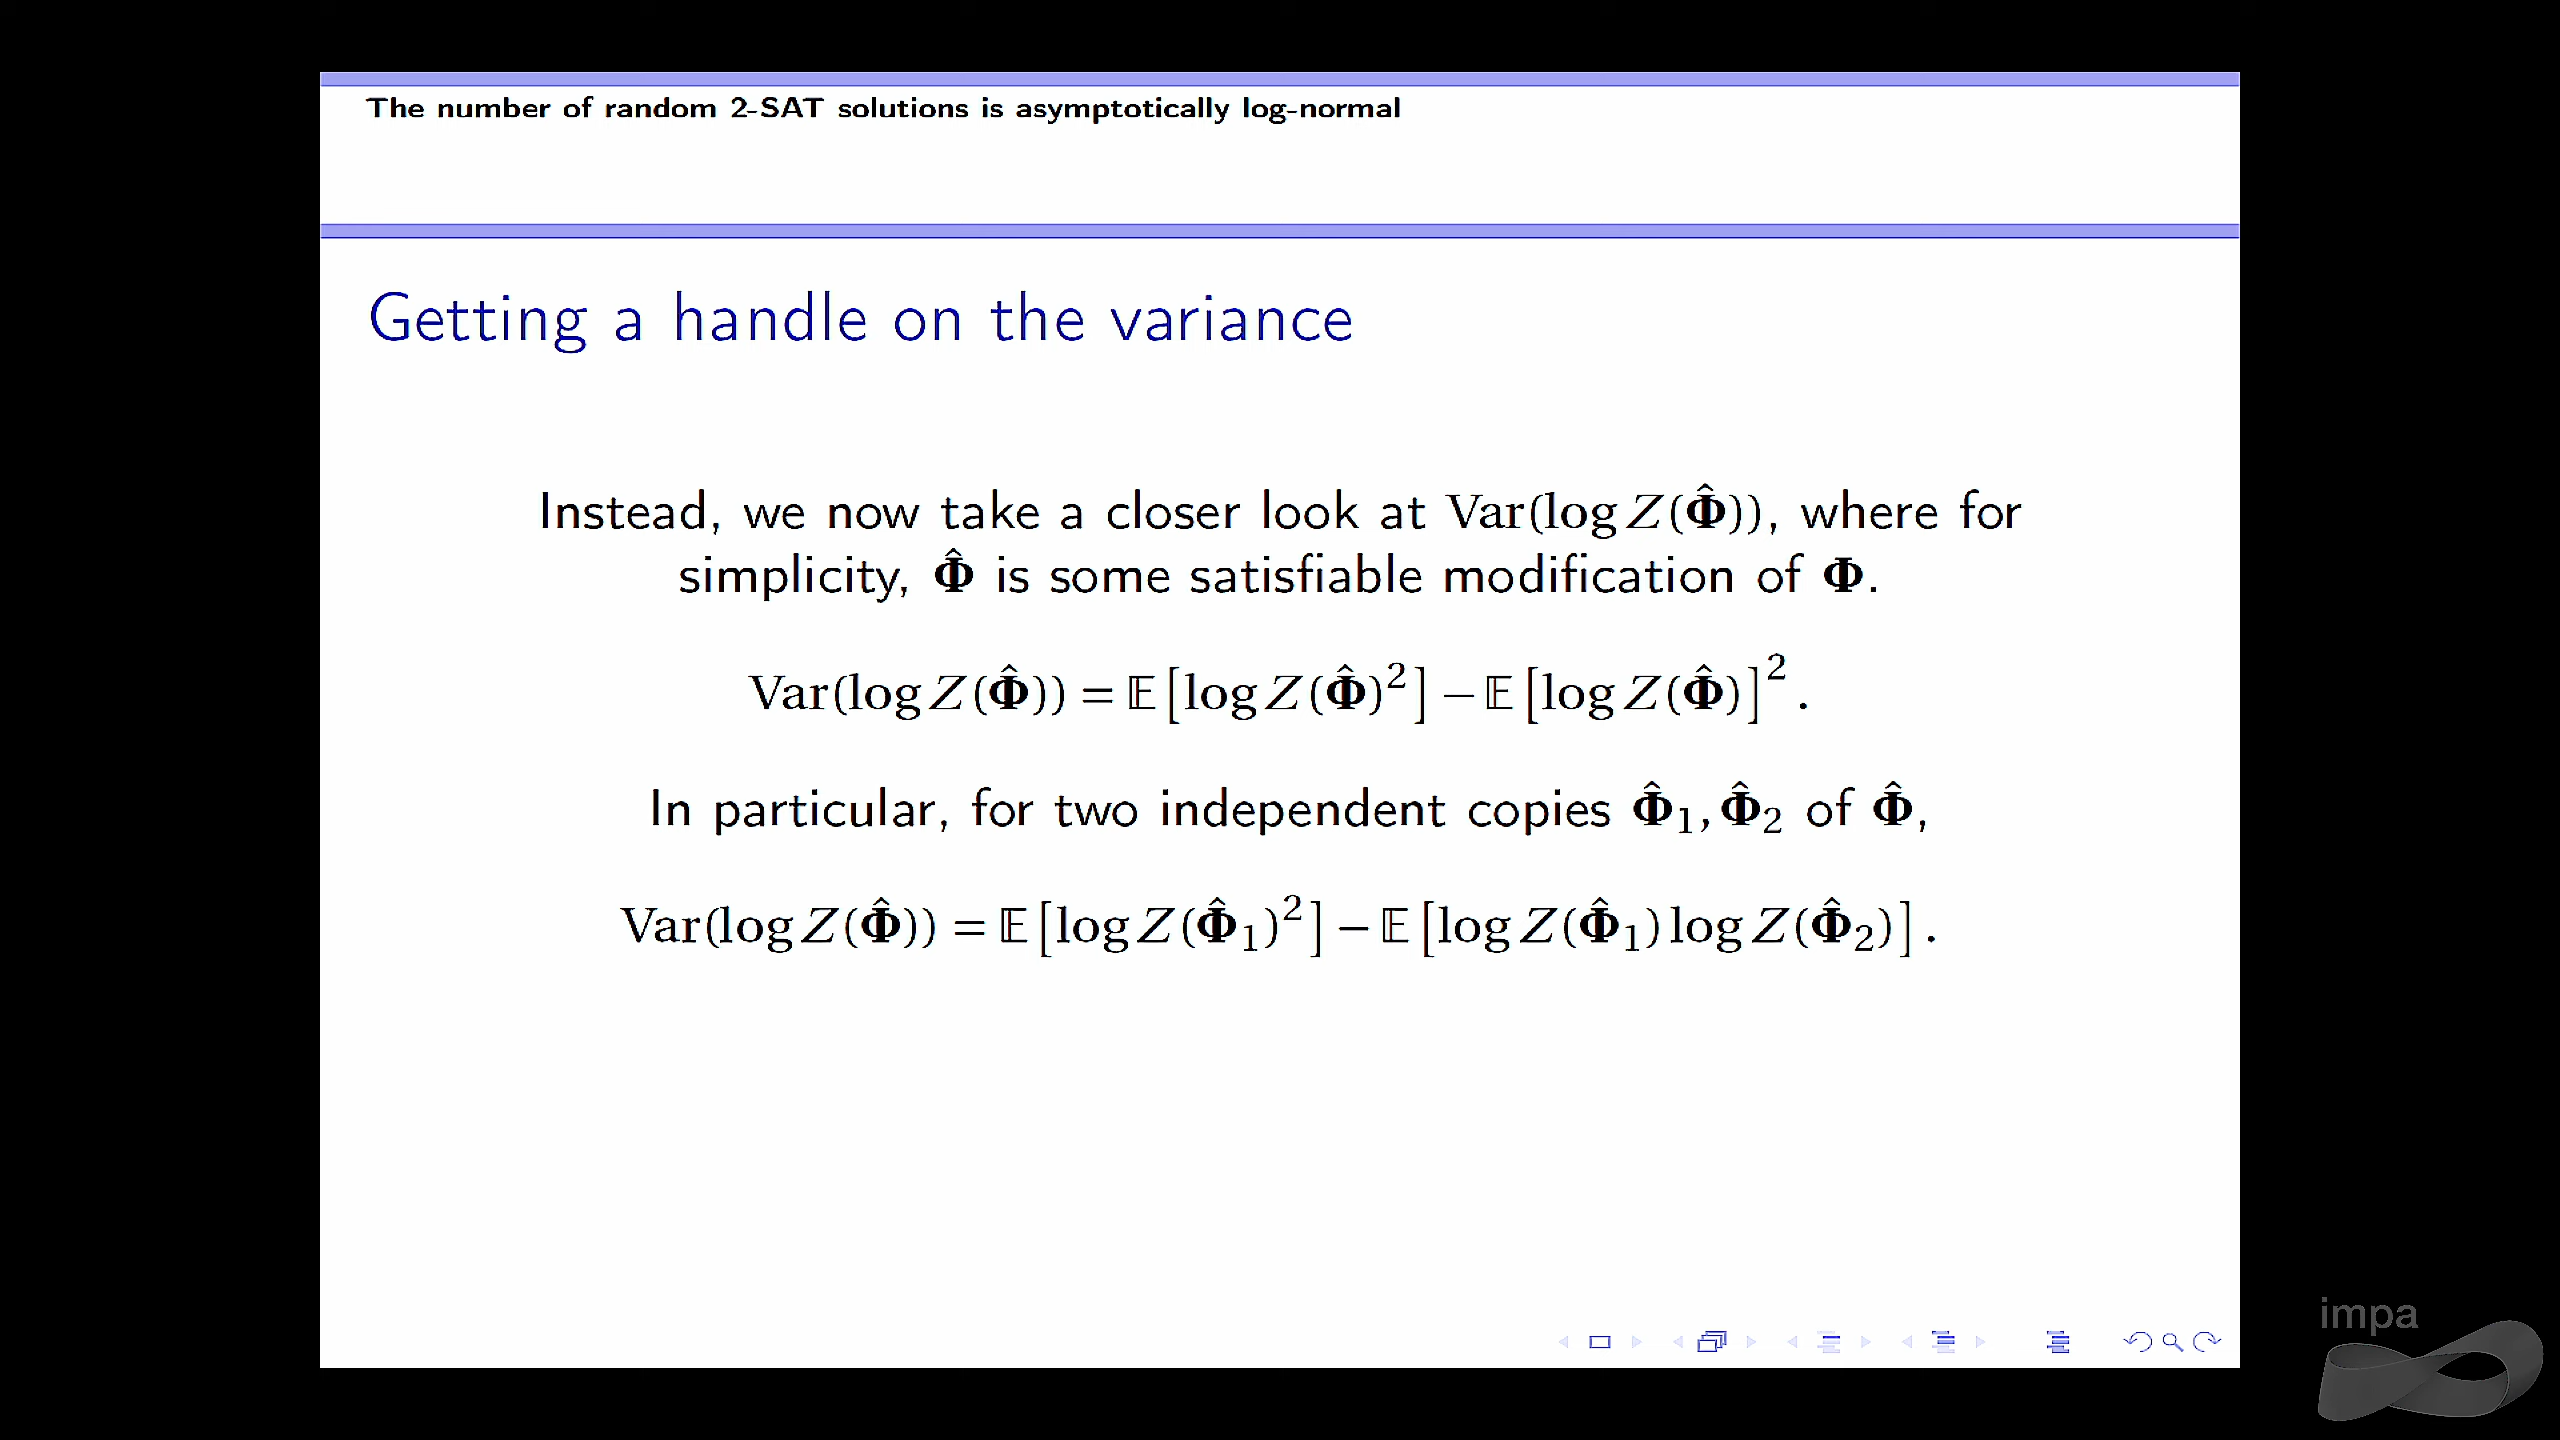 The number of random 2-SAT solutions is asymptotically log-normal
Getting a handle on the variance
Instead, we now take a closer look at Var(log Z(Φ̂)), where for
simplicity, Φ̂ is some satisfiable modification of Φ.
Var(log Z(Φ̂)) = 𝔼[log Z(Φ̂)²] − 𝔼[log Z(Φ̂)]².
In particular, for two independent copies Φ̂₁, Φ̂₂ of Φ̂,
Var(log Z(Φ̂)) = 𝔼[log Z(Φ̂₁)²] − 𝔼[log Z(Φ̂₁) log Z(Φ̂₂)].
impa